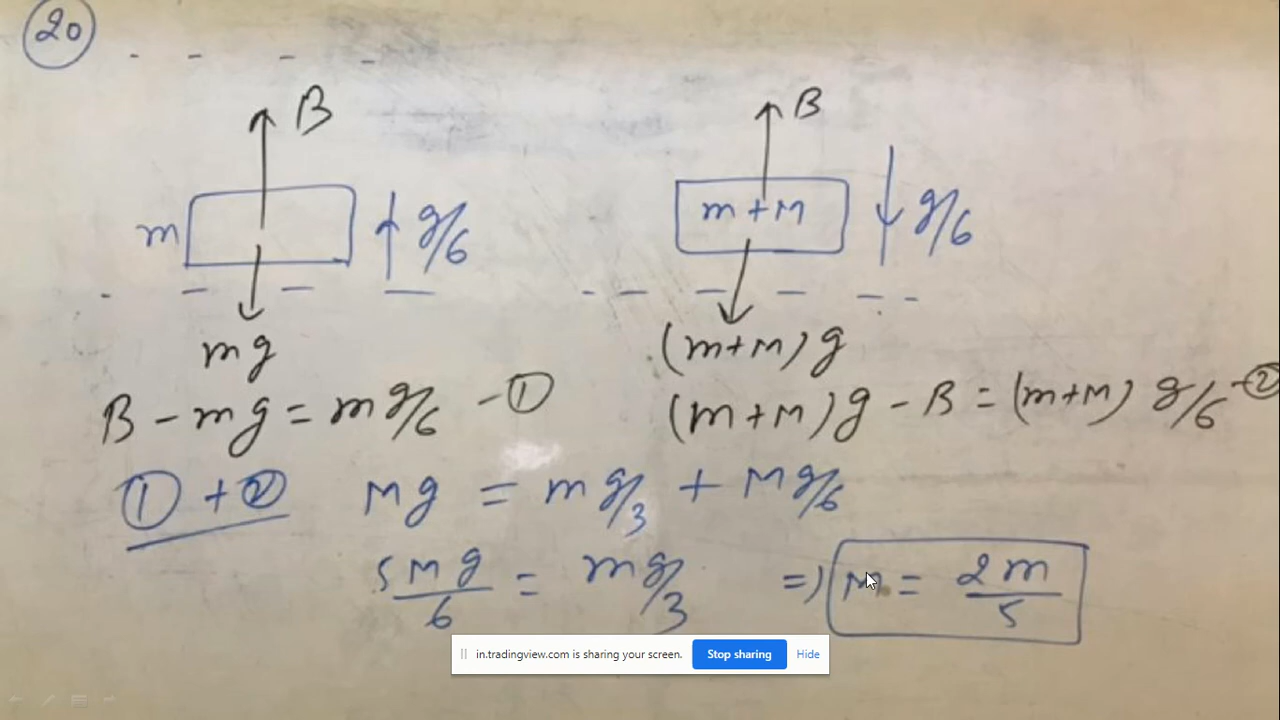 20
B B
m g/6 m+M g/6
mg (m+M)g
B - mg = mg/6 - ① (m+M)g - B = (m+M) g/6 - ②
① + ② Mg = mg/3 + Mg/6
5Mg/6 = mg/3 => M = 2m/5
in.tradingview.com is sharing your screen. Stop sharing Hide